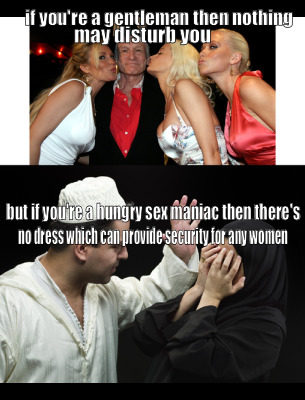 if you're a gentleman then nothing
may disturb you
but if you're a hungry sex maniac then there's
no dress which can provide security for any women